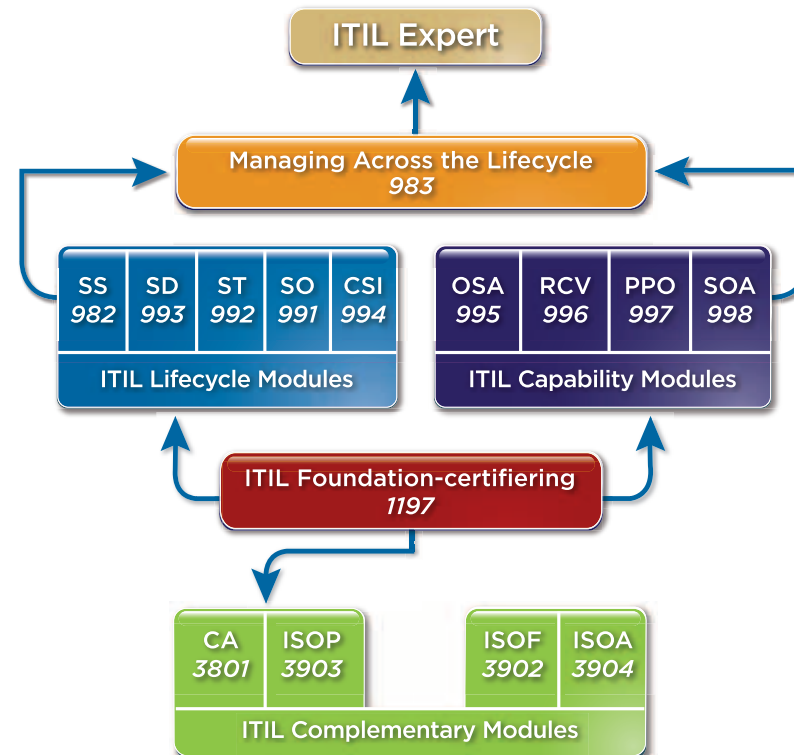 ITIL Expert
Managing Across the Lifecycle
983
SS SD ST SO CSI
982 993 992 991 994
ITIL Lifecycle Modules
OSA RCV PPO SOA
995 996 997 998
ITIL Capability Modules
ITIL Foundation-certifiering
1197
CA ISOP
3801 3903
ISOF ISOA
3902 3904
ITIL Complementary Modules